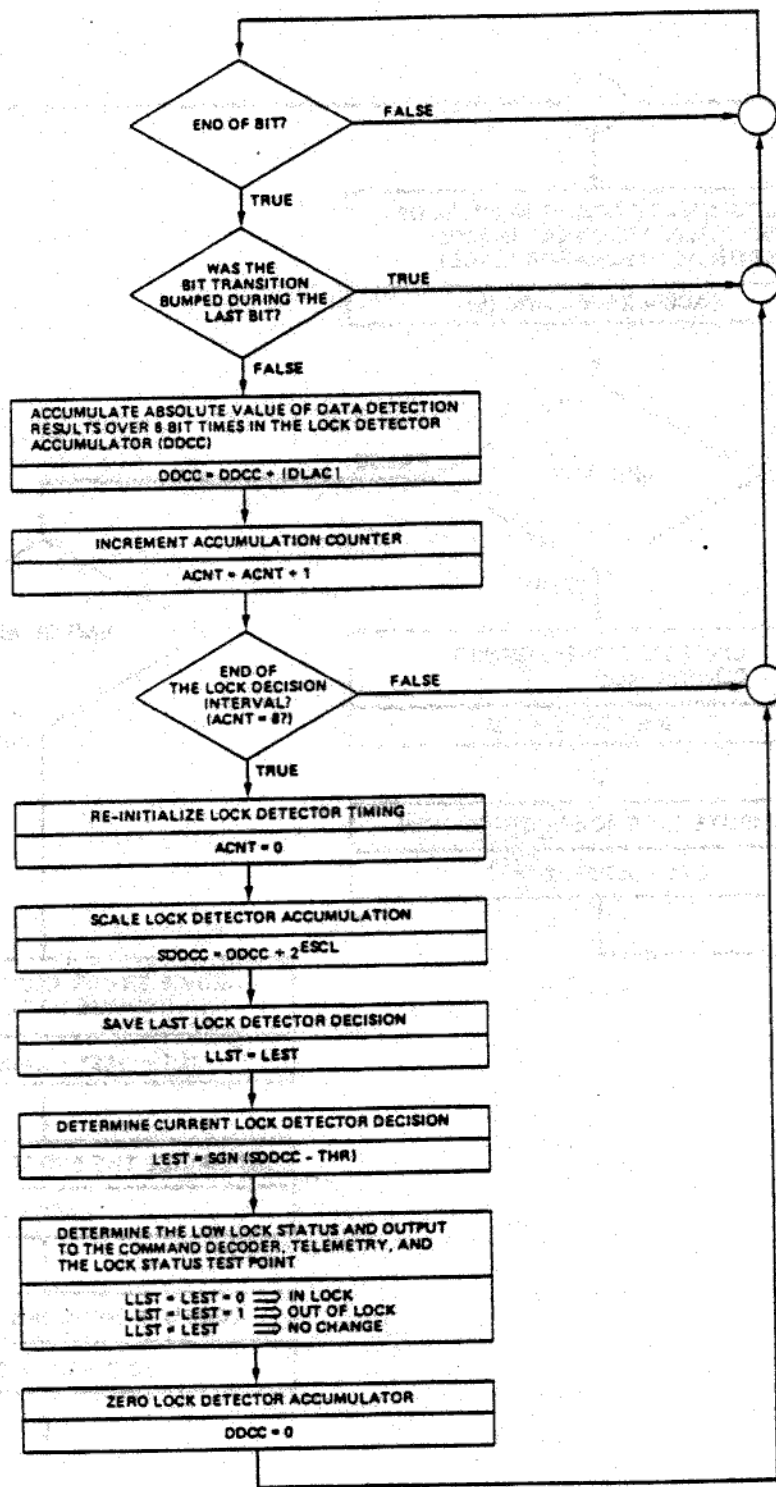 END OF BIT?
FALSE
TRUE
WAS THE
BIT TRANSITION
BUMPED DURING THE
LAST BIT?
TRUE
FALSE
ACCUMULATE ABSOLUTE VALUE OF DATA DETECTION
RESULTS OVER 8 BIT TIMES IN THE LOCK DETECTOR
ACCUMULATOR (DDCC)
DDCC = DDCC + |DLAC|
INCREMENT ACCUMULATION COUNTER
ACNT = ACNT + 1
END OF
THE LOCK DECISION
INTERVAL?
(ACNT = 8?)
FALSE
TRUE
RE-INITIALIZE LOCK DETECTOR TIMING
ACNT = 0
SCALE LOCK DETECTOR ACCUMULATION
SDDCC = DDCC ÷ 2^ESCL
SAVE LAST LOCK DETECTOR DECISION
LLST = LEST
DETERMINE CURRENT LOCK DETECTOR DECISION
LEST = SGN (SDDCC - THR)
DETERMINE THE LOW LOCK STATUS AND OUTPUT
TO THE COMMAND DECODER, TELEMETRY, AND
THE LOCK STATUS TEST POINT
LLST = LEST = 0 ⟹ IN LOCK
LLST = LEST = 1 ⟹ OUT OF LOCK
LLST ≠ LEST ⟹ NO CHANGE
ZERO LOCK DETECTOR ACCUMULATOR
DDCC = 0